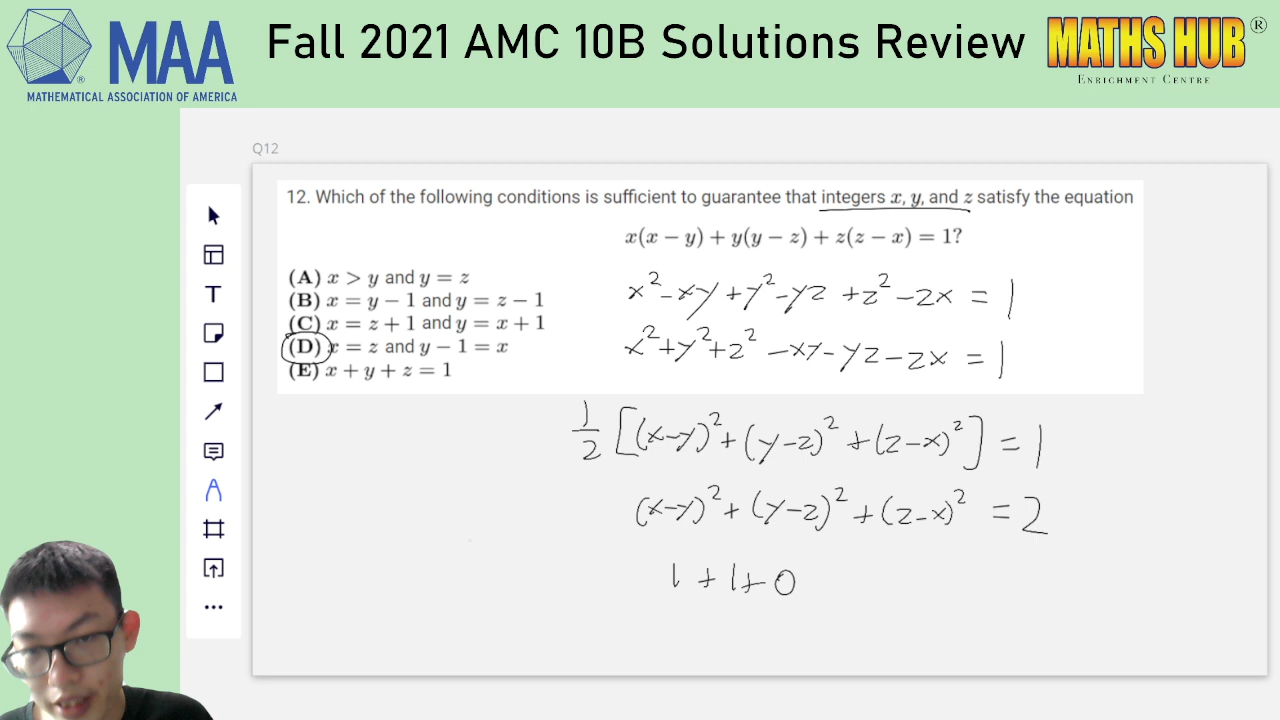 MAA
MATHEMATICAL ASSOCIATION OF AMERICA
Fall 2021 AMC 10B Solutions Review
MATHS HUB®
ENRICHMENT CENTRE
Q12
12. Which of the following conditions is sufficient to guarantee that integers x, y, and z satisfy the equation
x(x − y) + y(y − z) + z(z − x) = 1?
(A) x > y and y = z
(B) x = y − 1 and y = z − 1
(C) x = z + 1 and y = x + 1
(D) x = z and y − 1 = x
(E) x + y + z = 1
x² - xy + y² - yz + z² - zx = 1
x² + y² + z² - xy - yz - zx = 1
1/2 [(x-y)² + (y-z)² + (z-x)²] = 1
(x-y)² + (y-z)² + (z-x)² = 2
1 + 1 + 0